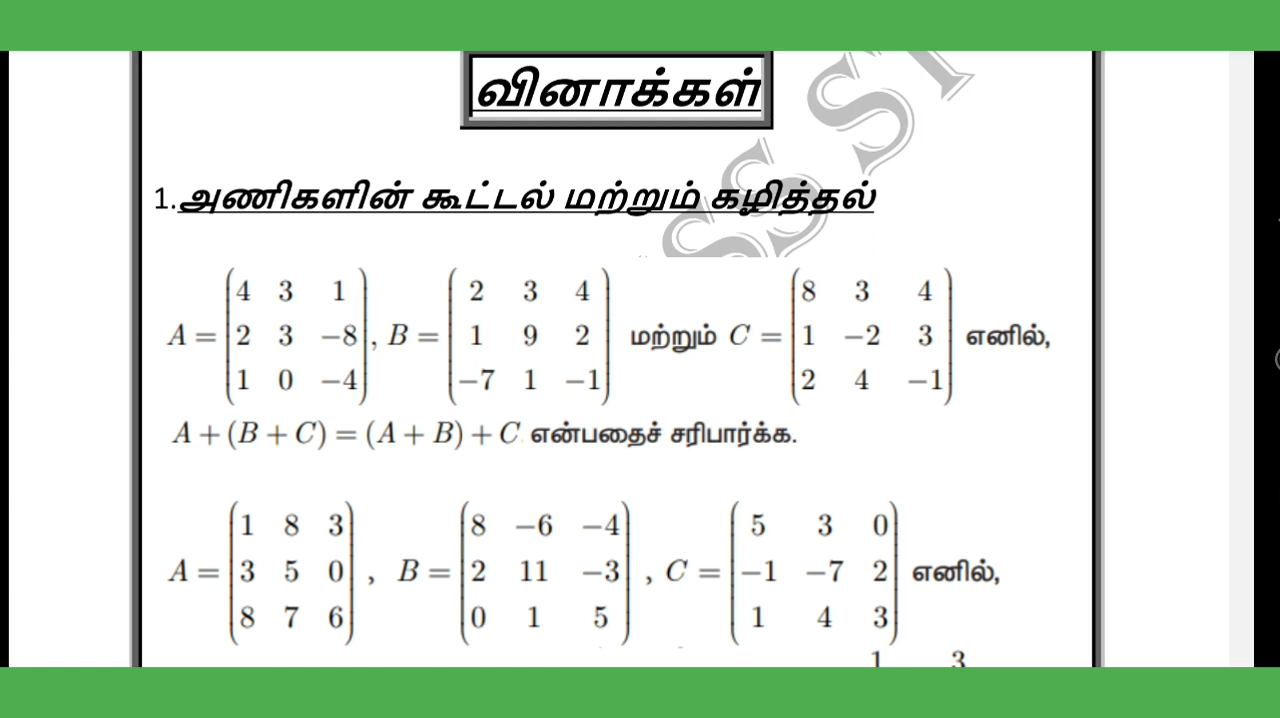 வினாக்கள்
1.அணிகளின் கூட்டல் மற்றும் கழித்தல்
A = (4 3 1
2 3 −8
1 0 −4), B = (2 3 4
1 9 2
−7 1 −1) மற்றும் C = (8 3 4
1 −2 3
2 4 −1) எனில்,
A + (B + C) = (A + B) + C என்பதைச் சரிபார்க்க.
A = (1 8 3
3 5 0
8 7 6), B = (8 −6 −4
2 11 −3
0 1 5), C = (5 3 0
−1 −7 2
1 4 3) எனில்,
1 3